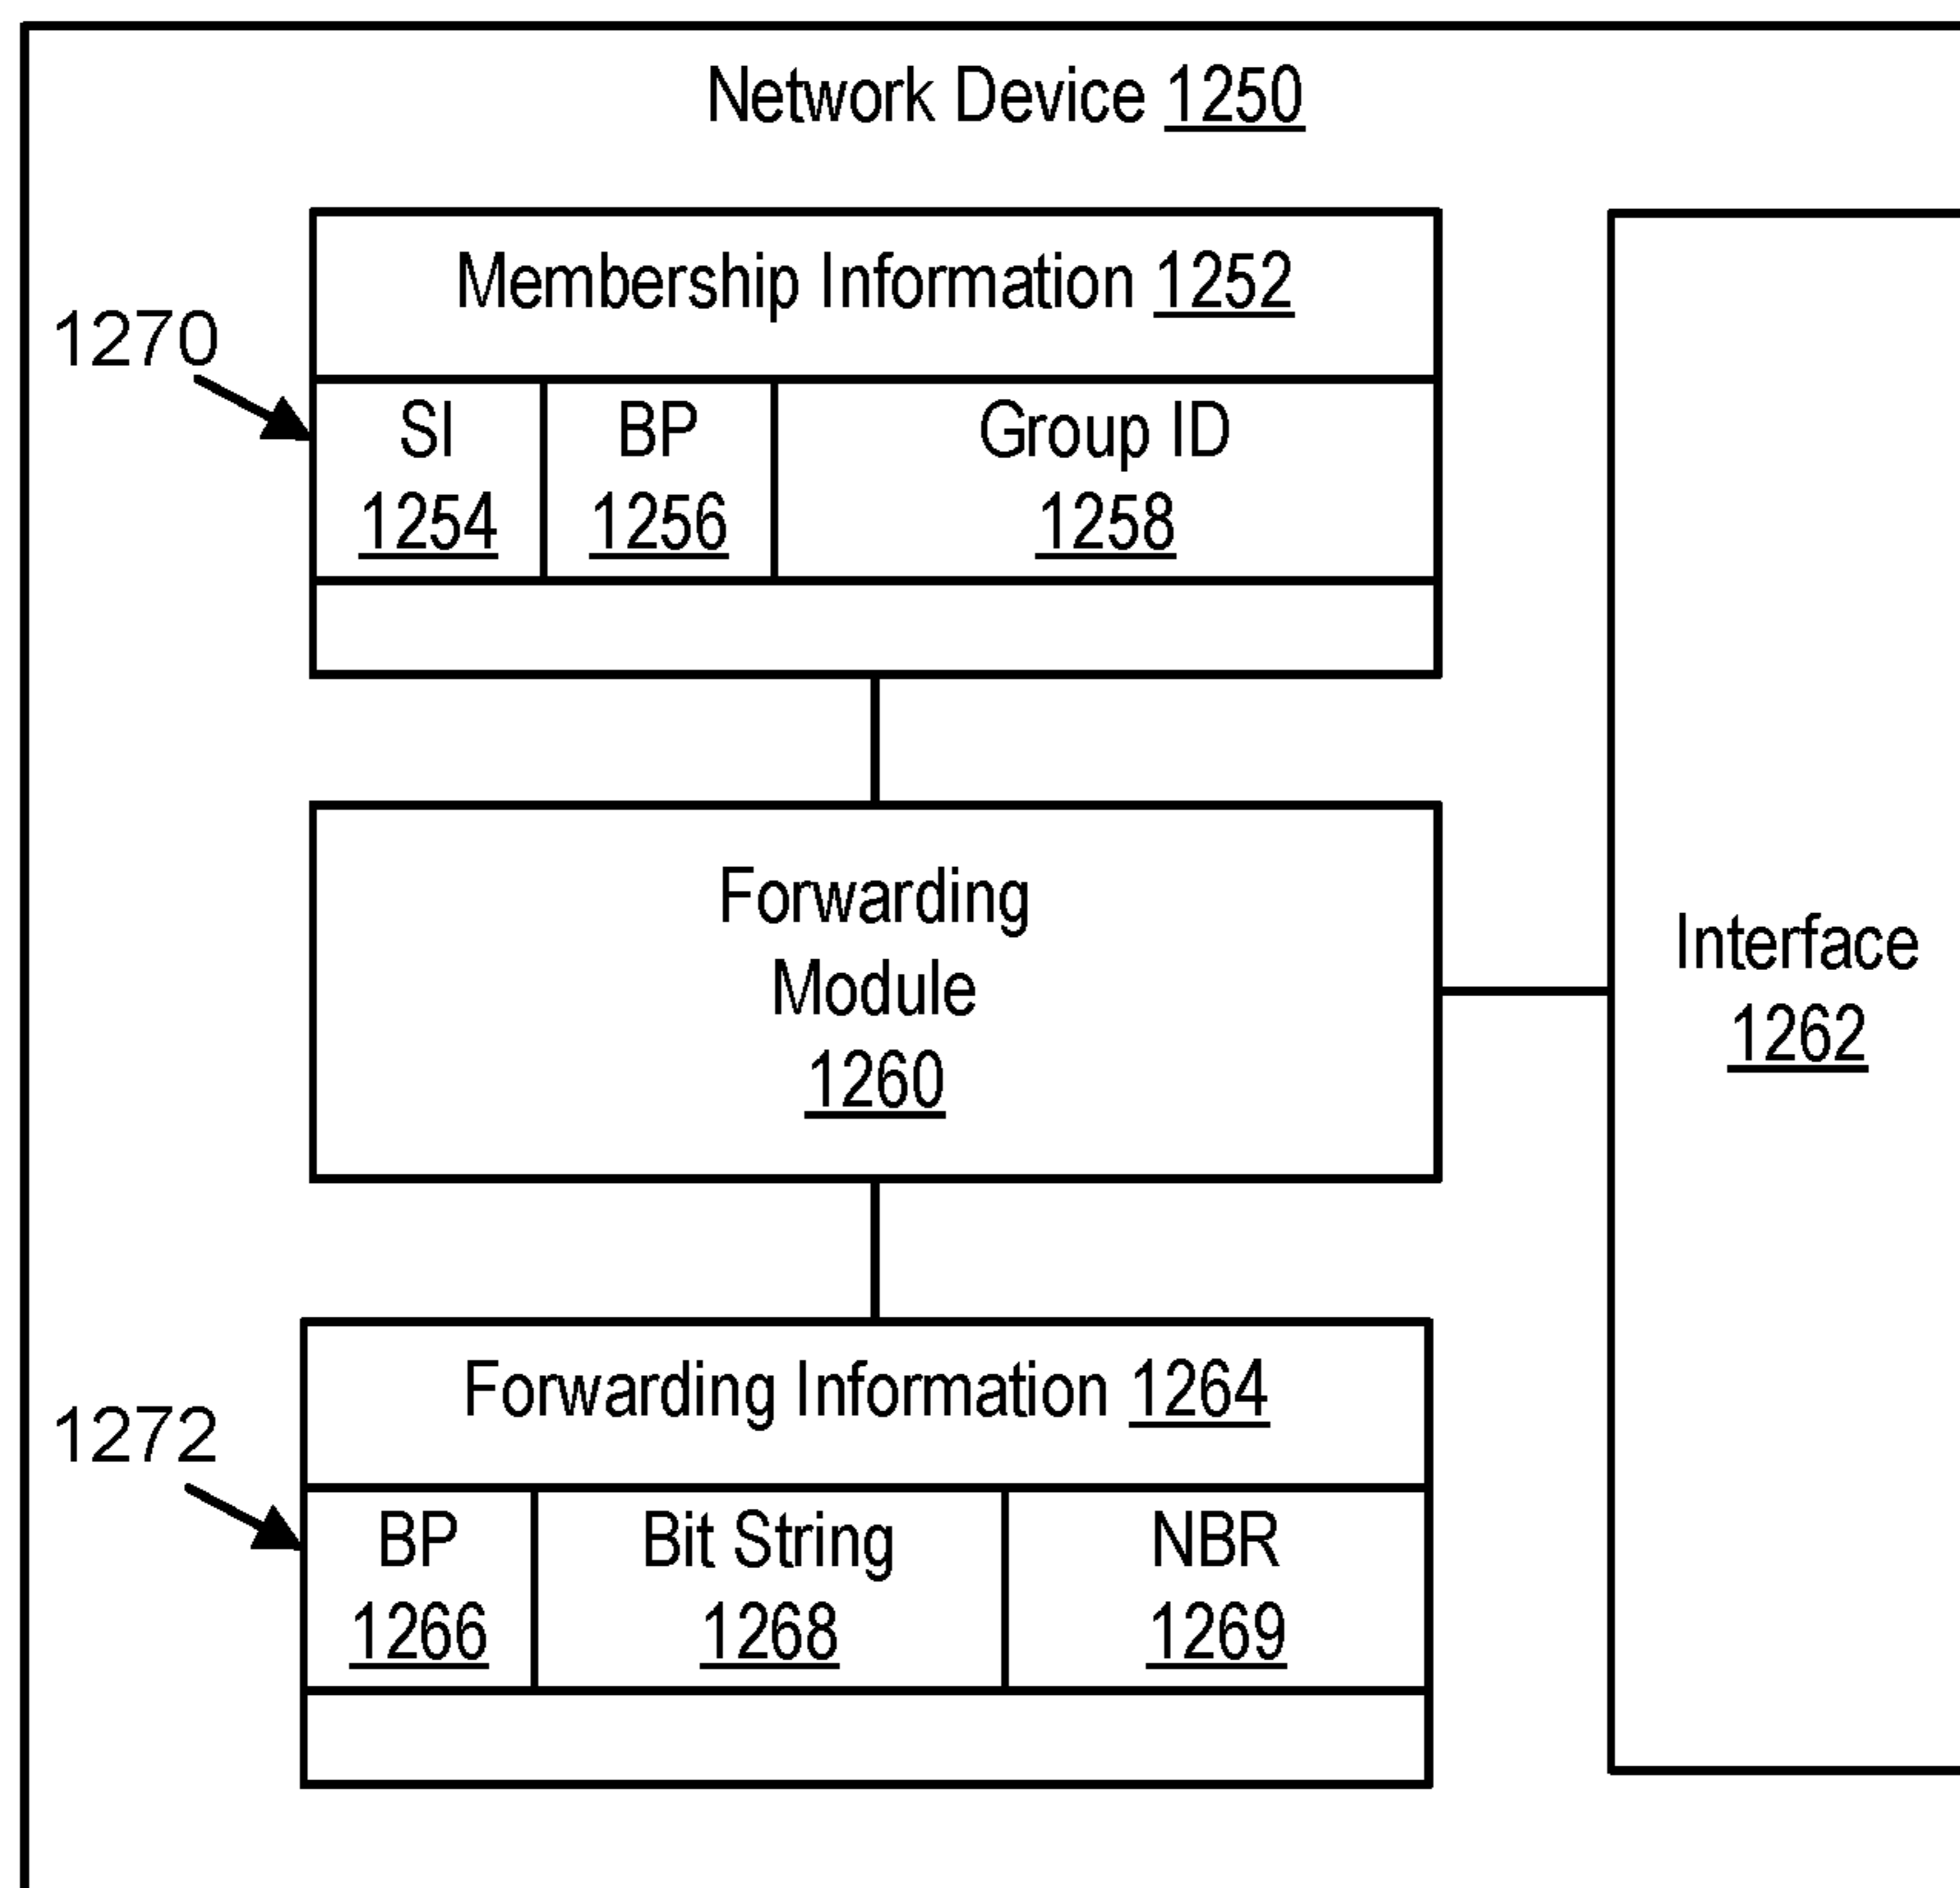 Network Device 1250
Membership Information 1252
1270
SI
1254
BP
1256
Group ID
1258
Forwarding
Module
1260
Interface
1262
Forwarding Information 1264
1272
BP
1266
Bit String
1268
NBR
1269